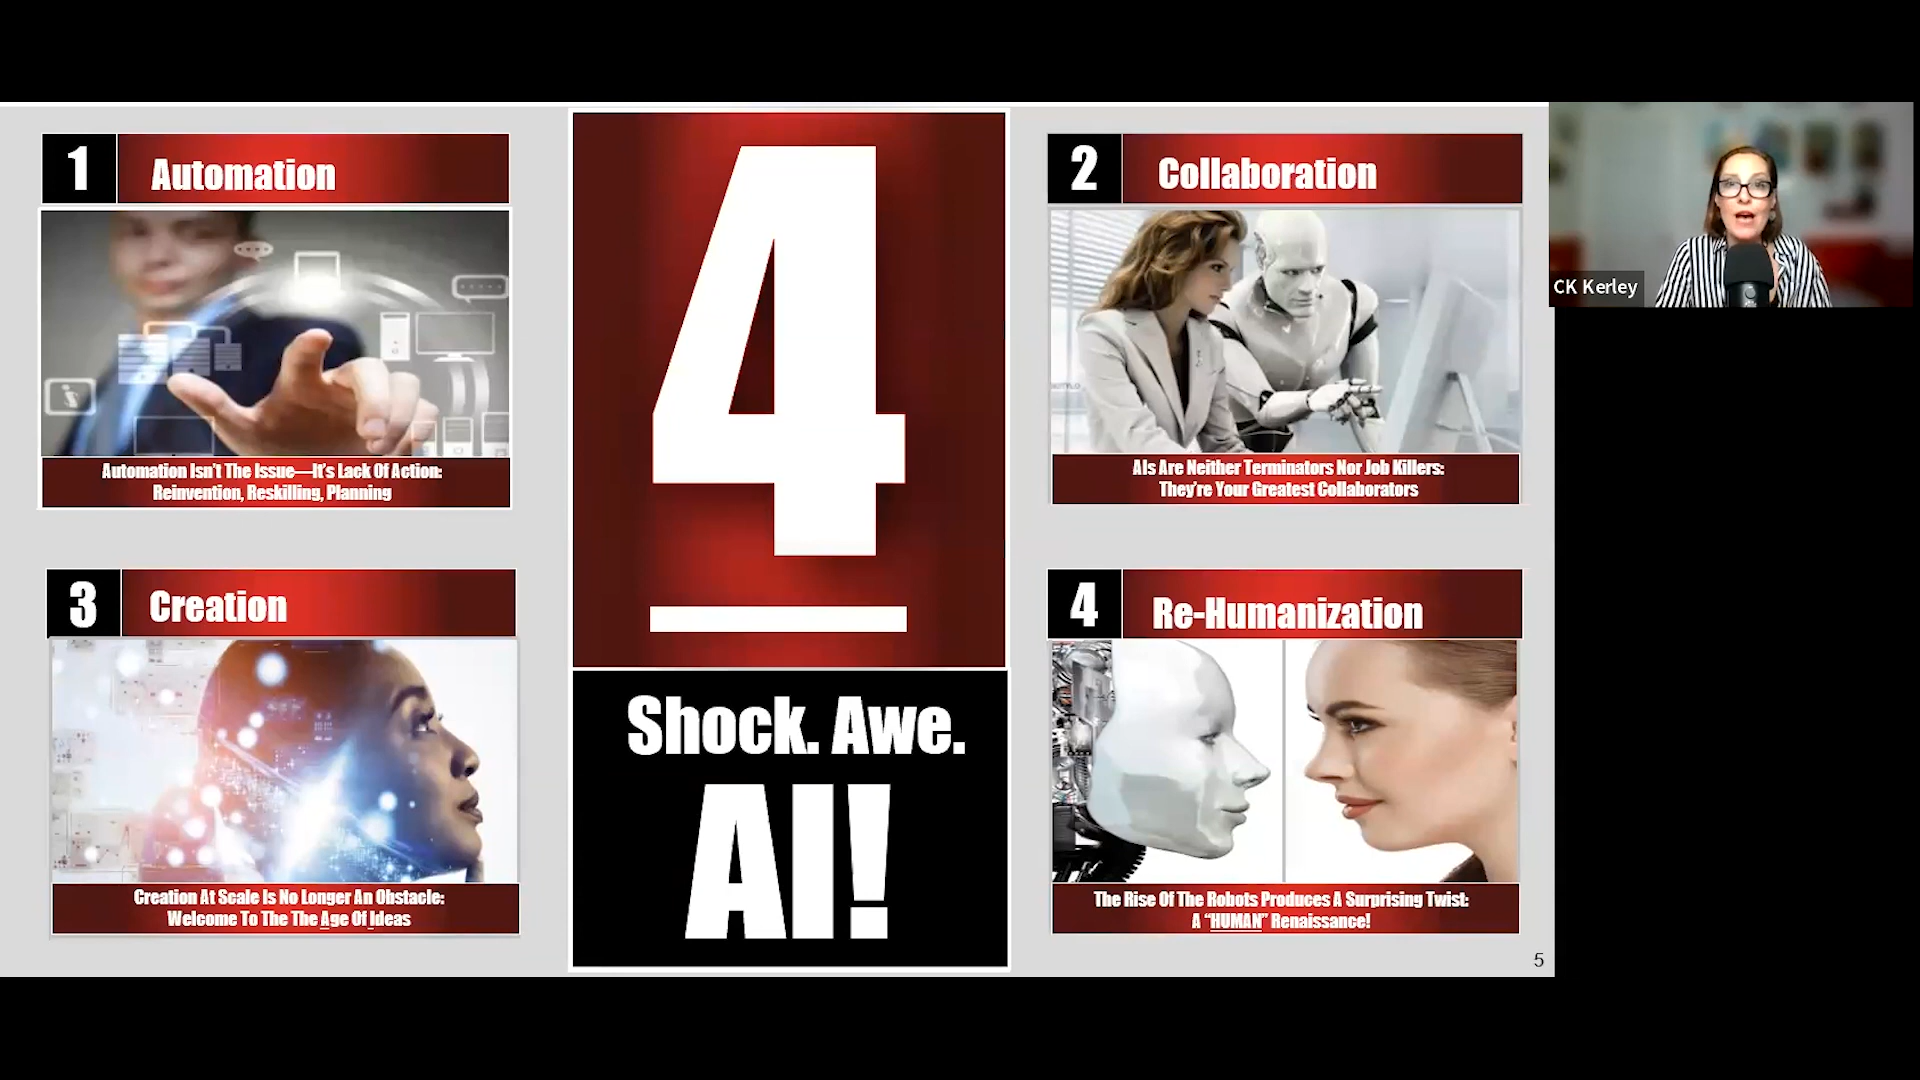 1 Automation
Automation Isn't The Issue—It's Lack Of Action:
Reinvention, Reskilling, Planning
4
Shock. Awe.
AI!
2 Collaboration
AIs Are Neither Terminators Nor Job Killers:
They're Your Greatest Collaborators
3 Creation
Creation At Scale Is No Longer An Obstacle:
Welcome To The The Age Of Ideas
4 Re-Humanization
The Rise Of The Robots Produces A Surprising Twist:
A “HUMAN” Renaissance!
5
CK Kerley